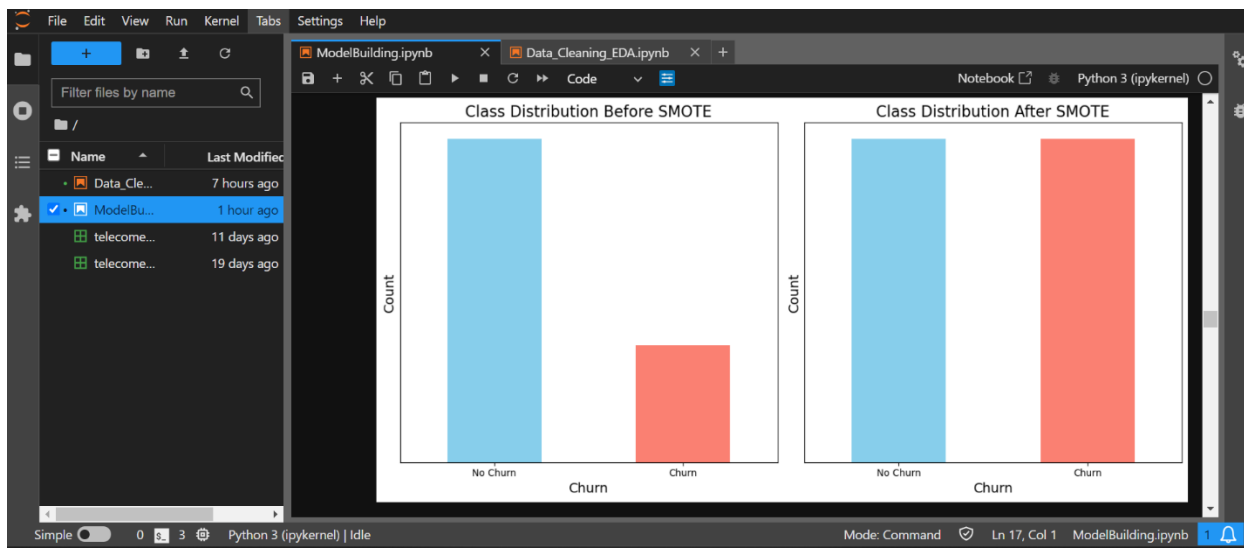 File Edit View Run Kernel Tabs Settings Help
+
ModelBuilding.ipynb × Data_Cleaning_EDA.ipynb × +
Code Notebook Python 3 (ipykernel)
Filter files by name
/
Name Last Modified
Data_Cle... 7 hours ago
ModelBu... 1 hour ago
telecome... 11 days ago
telecome... 19 days ago
Class Distribution Before SMOTE
Count
No Churn Churn
Churn
Class Distribution After SMOTE
Count
No Churn Churn
Churn
Simple 0 s_ 3 Python 3 (ipykernel) | Idle Mode: Command Ln 17, Col 1 ModelBuilding.ipynb 1